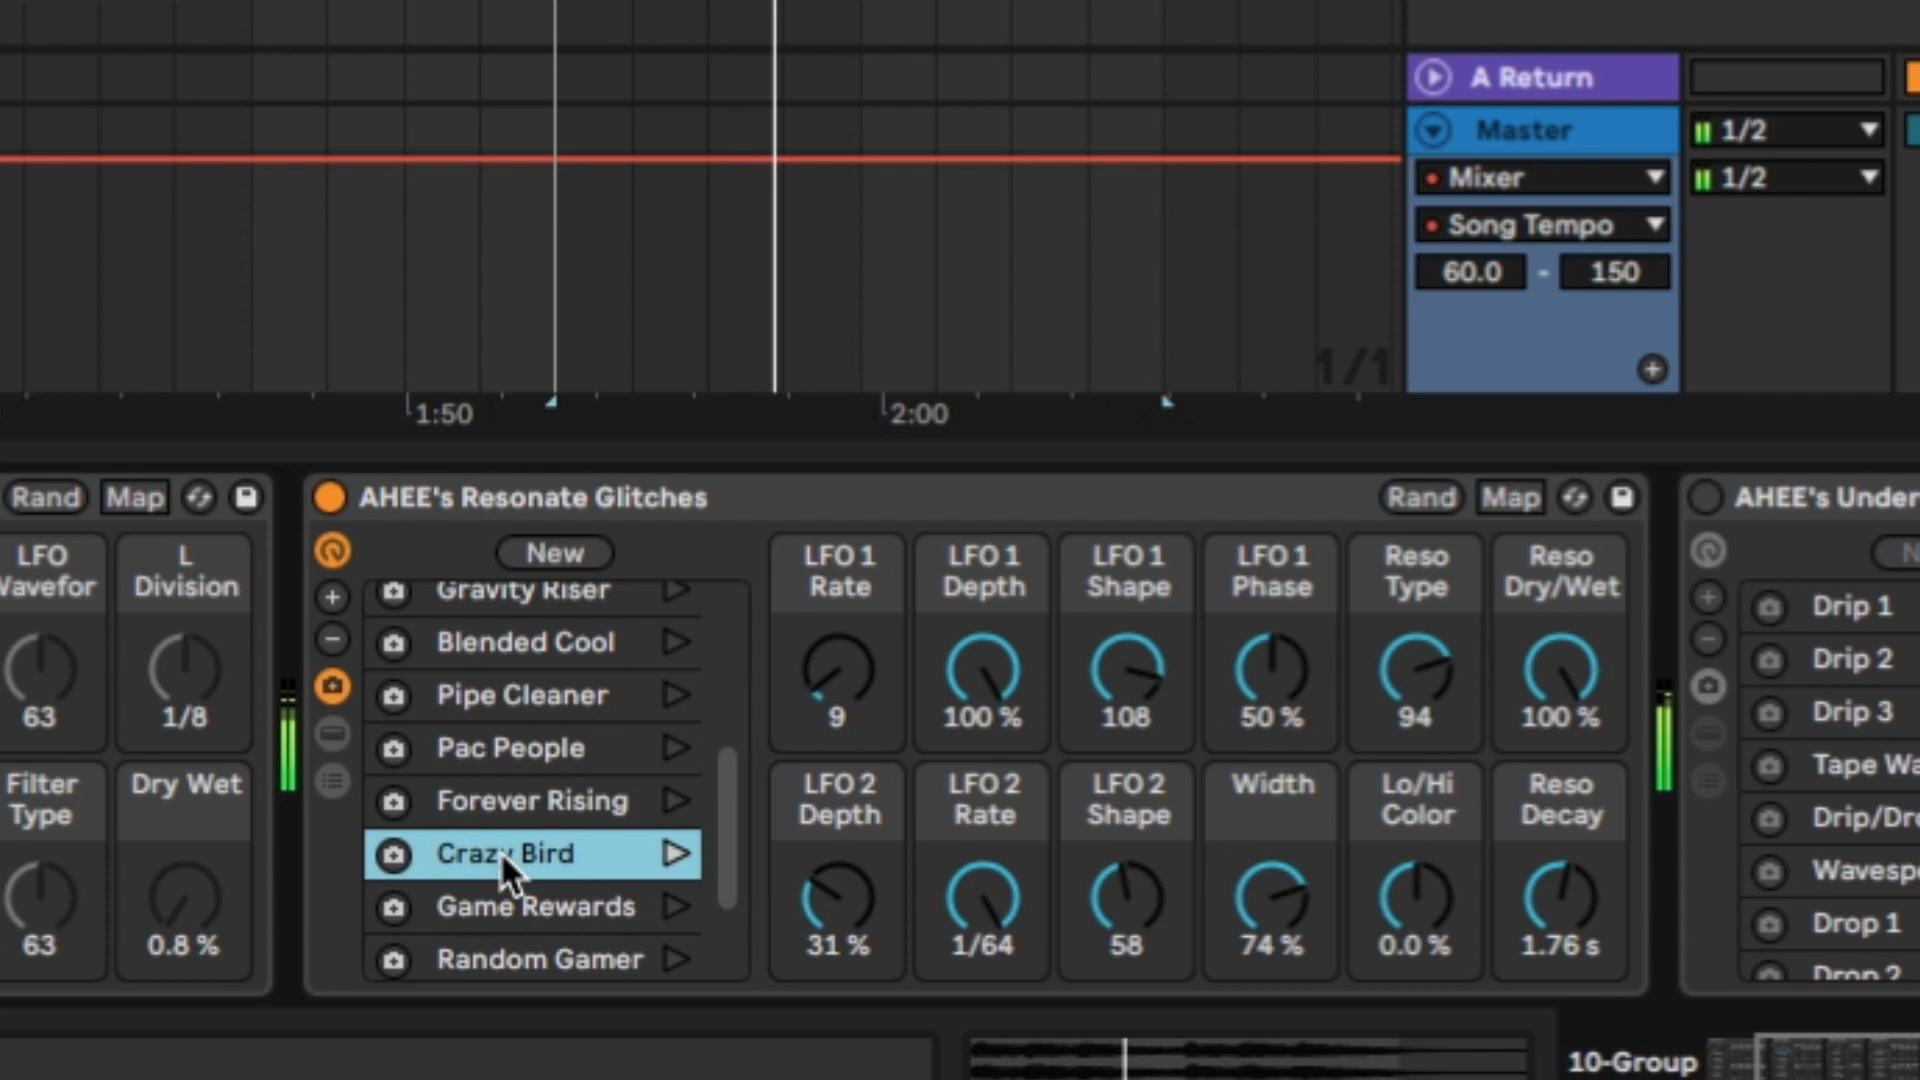 A Return
Master
1/2
Mixer
1/2
Song Tempo
60.0 - 150
1/1
1:50
2:00
Rand
Map
AHEE's Resonate Glitches
Rand
Map
AHEE's Under
LFO
Wavefor
63
L
Division
1/8
Filter
Type
63
Dry Wet
0.8 %
New
Gravity Riser
Blended Cool
Pipe Cleaner
Pac People
Forever Rising
Crazy Bird
Game Rewards
Random Gamer
LFO 1
Rate
9
LFO 1
Depth
100 %
LFO 1
Shape
108
LFO 1
Phase
50 %
Reso
Type
94
Reso
Dry/Wet
100 %
LFO 2
Depth
31 %
LFO 2
Rate
1/64
LFO 2
Shape
58
Width
74 %
Lo/Hi
Color
0.0 %
Reso
Decay
1.76 s
N
Drip 1
Drip 2
Drip 3
Tape Wa
Drip/Dro
Wavespe
Drop 1
Drop 2
10-Group